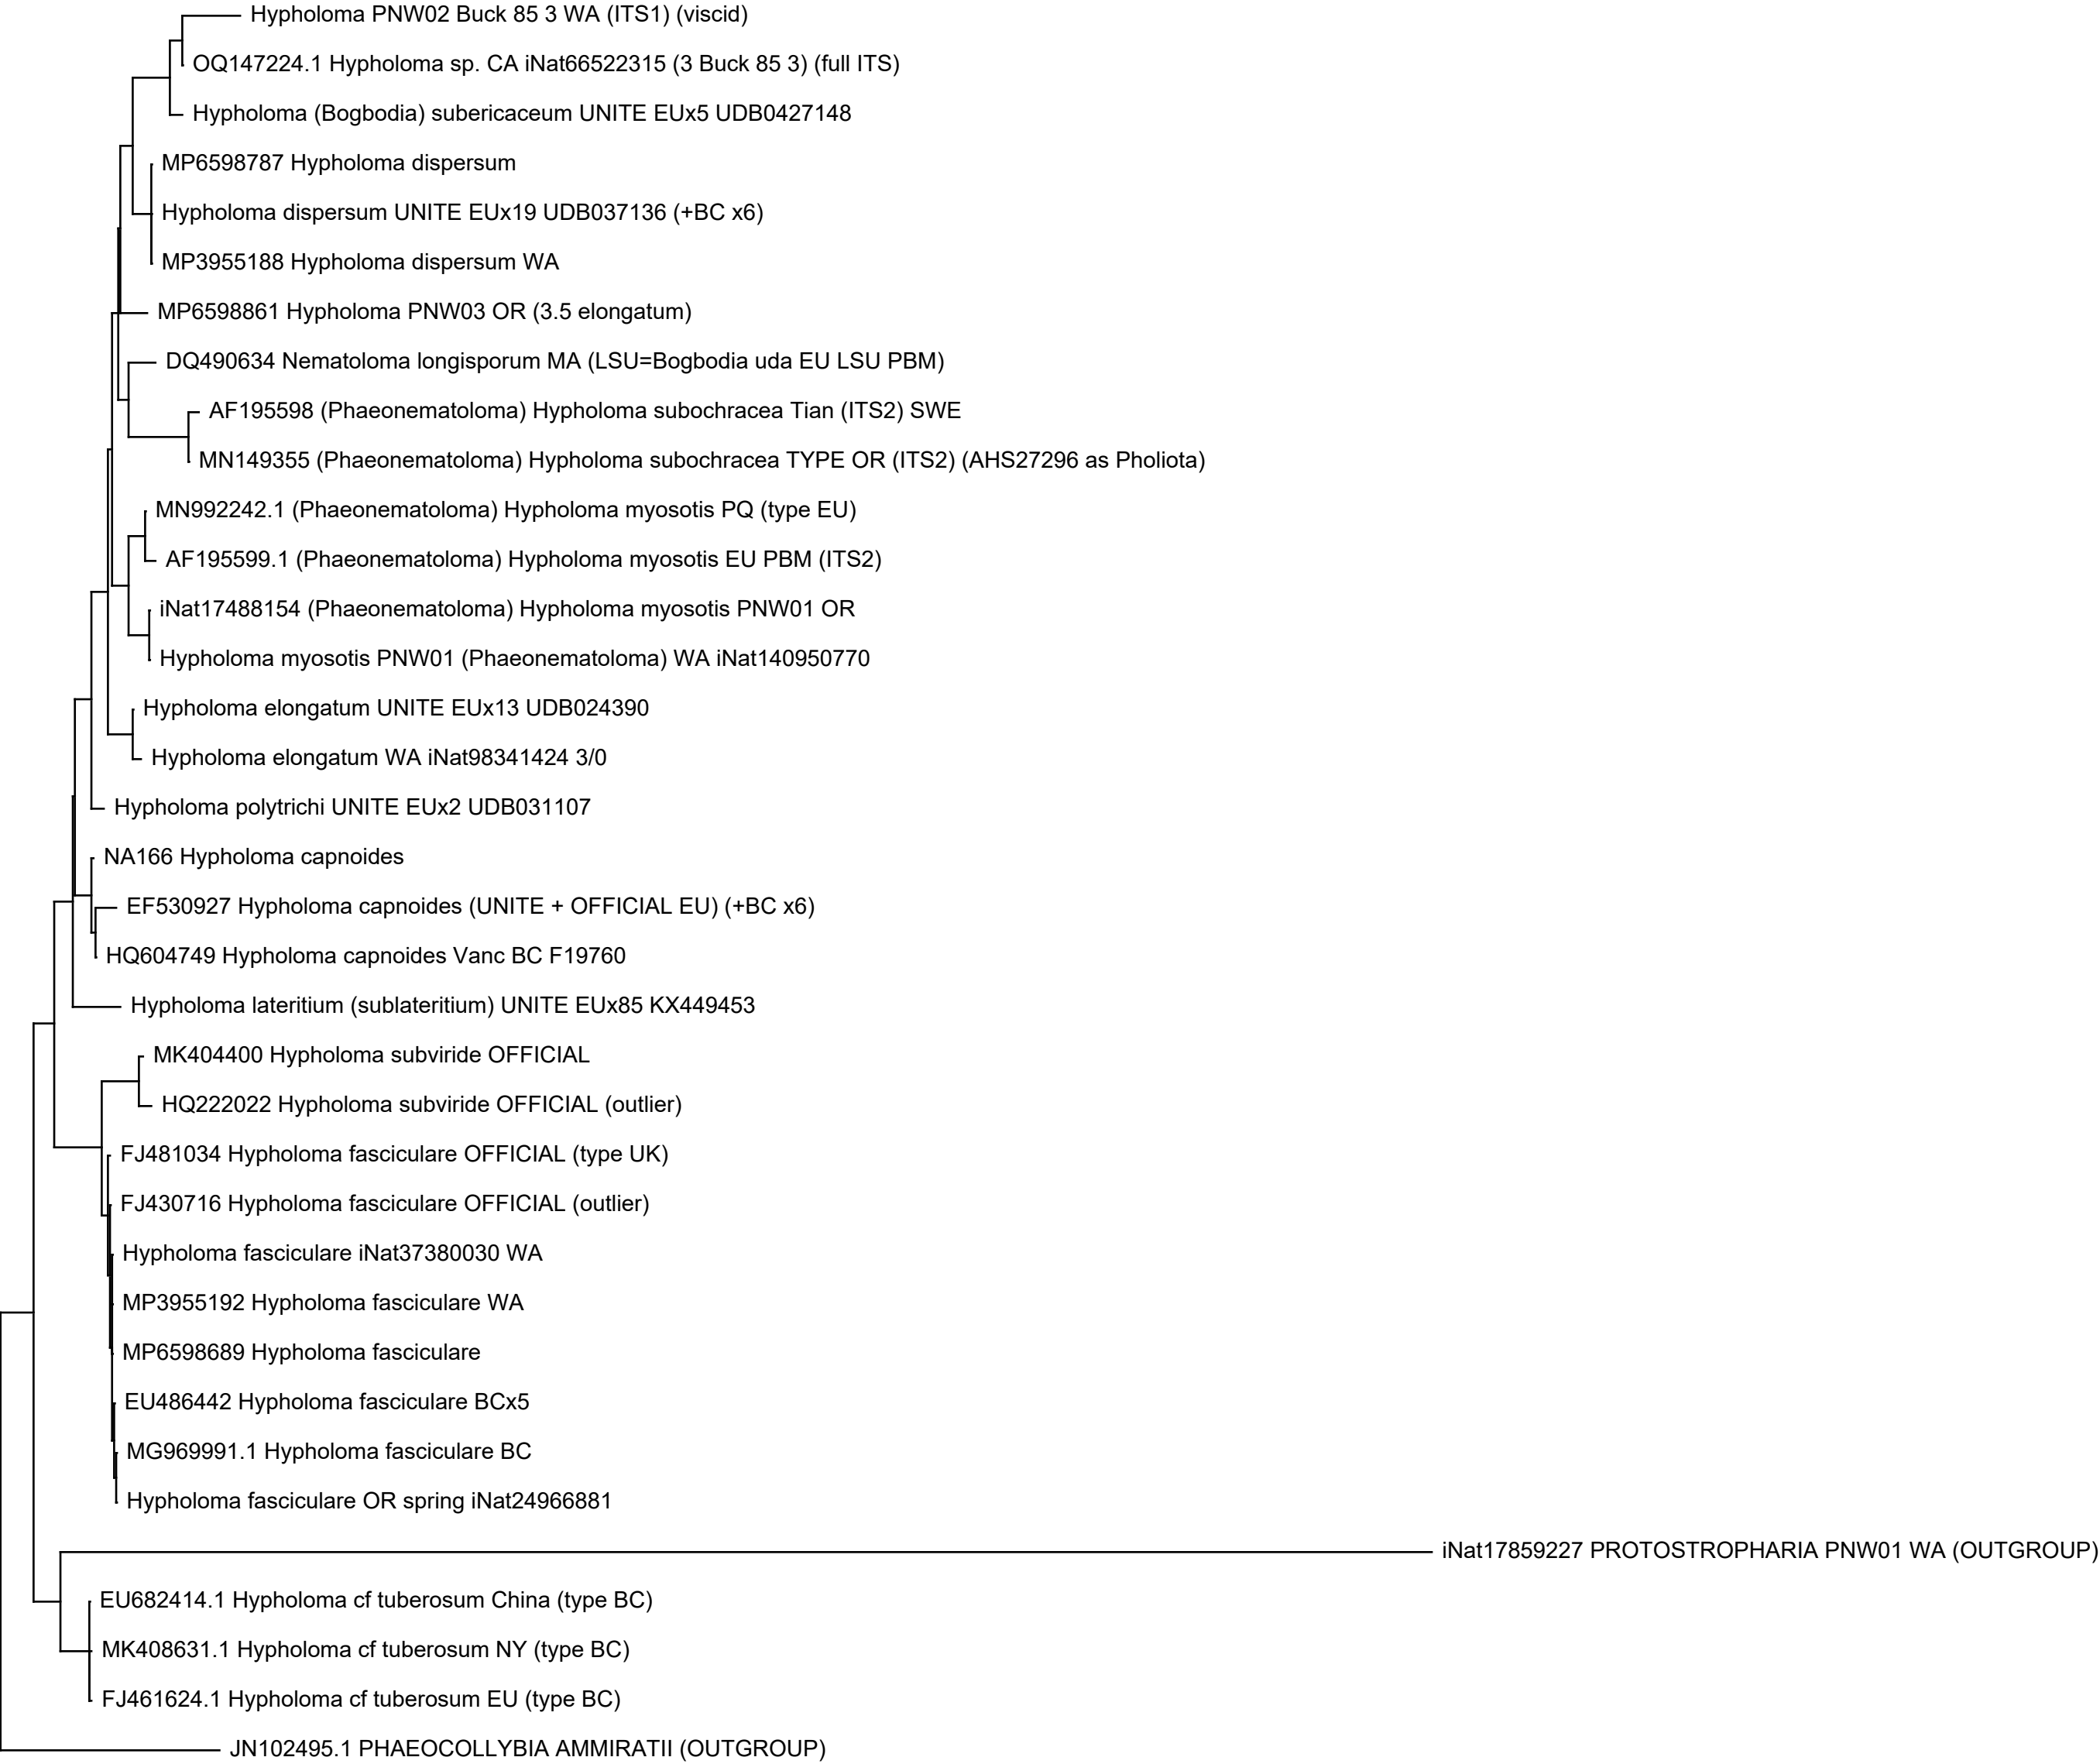 Hypholoma PNW02 Buck 85 3 WA (ITS1) (viscid)
OQ147224.1 Hypholoma sp. CA iNat66522315 (3 Buck 85 3) (full ITS)
Hypholoma (Bogbodia) subericaceum UNITE EUx5 UDB0427148
MP6598787 Hypholoma dispersum
Hypholoma dispersum UNITE EUx19 UDB037136 (+BC x6)
MP3955188 Hypholoma dispersum WA
MP6598861 Hypholoma PNW03 OR (3.5 elongatum)
DQ490634 Nematoloma longisporum MA (LSU=Bogbodia uda EU LSU PBM)
AF195598 (Phaeonematoloma) Hypholoma subochracea Tian (ITS2) SWE
MN149355 (Phaeonematoloma) Hypholoma subochracea TYPE OR (ITS2) (AHS27296 as Pholiota)
MN992242.1 (Phaeonematoloma) Hypholoma myosotis PQ (type EU)
AF195599.1 (Phaeonematoloma) Hypholoma myosotis EU PBM (ITS2)
iNat17488154 (Phaeonematoloma) Hypholoma myosotis PNW01 OR
Hypholoma myosotis PNW01 (Phaeonematoloma) WA iNat140950770
Hypholoma elongatum UNITE EUx13 UDB024390
Hypholoma elongatum WA iNat98341424 3/0
Hypholoma polytrichi UNITE EUx2 UDB031107
NA166 Hypholoma capnoides
EF530927 Hypholoma capnoides (UNITE + OFFICIAL EU) (+BC x6)
HQ604749 Hypholoma capnoides Vanc BC F19760
Hypholoma lateritium (sublateritium) UNITE EUx85 KX449453
MK404400 Hypholoma subviride OFFICIAL
HQ222022 Hypholoma subviride OFFICIAL (outlier)
FJ481034 Hypholoma fasciculare OFFICIAL (type UK)
FJ430716 Hypholoma fasciculare OFFICIAL (outlier)
Hypholoma fasciculare iNat37380030 WA
MP3955192 Hypholoma fasciculare WA
MP6598689 Hypholoma fasciculare
EU486442 Hypholoma fasciculare BCx5
MG969991.1 Hypholoma fasciculare BC
Hypholoma fasciculare OR spring iNat24966881
iNat17859227 PROTOSTROPHARIA PNW01 WA (OUTGROUP)
EU682414.1 Hypholoma cf tuberosum China (type BC)
MK408631.1 Hypholoma cf tuberosum NY (type BC)
FJ461624.1 Hypholoma cf tuberosum EU (type BC)
JN102495.1 PHAEOCOLLYBIA AMMIRATII (OUTGROUP)